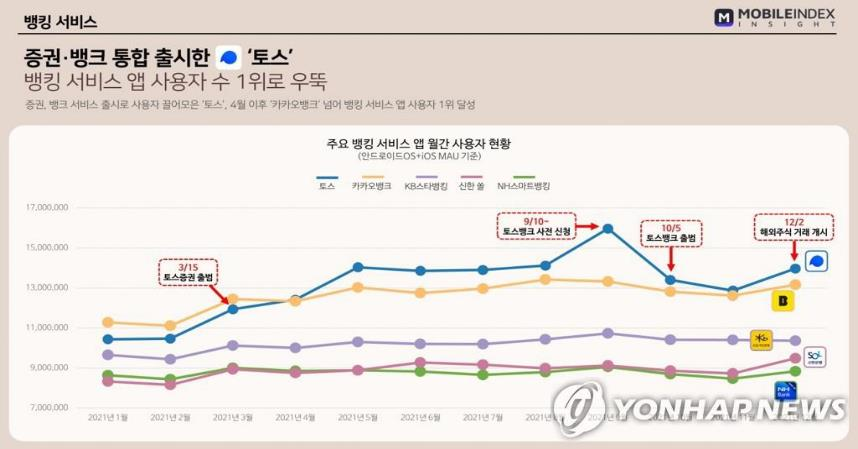 뱅킹 서비스
MOBILEINDEX
INSIGHT
증권·뱅크 통합 출시한 '토스'
뱅킹 서비스 앱 사용자 수 1위로 우뚝
증권, 뱅크 서비스 출시로 사용자 끌어모은 '토스', 4월 이후 '카카오뱅크' 넘어 뱅킹 서비스 앱 사용자 1위 달성
주요 뱅킹 서비스 앱 월간 사용자 현황
(안드로이드OS+iOS MAU 기준)
토스 카카오뱅크 KB스타뱅킹 신한 쏠 NH스마트뱅킹
17,000,000
15,000,000
13,000,000
11,000,000
9,000,000
7,000,000
3/15
토스증권 출범
9/10~
토스뱅크 사전 신청
10/5
토스뱅크 출범
12/2
해외주식 거래 개시
B
SOL
NH
Bank
2021년 1월 2021년 2월 2021년 3월 2021년 4월 2021년 5월 2021년 6월 2021년 7월
YONHAP NEWS